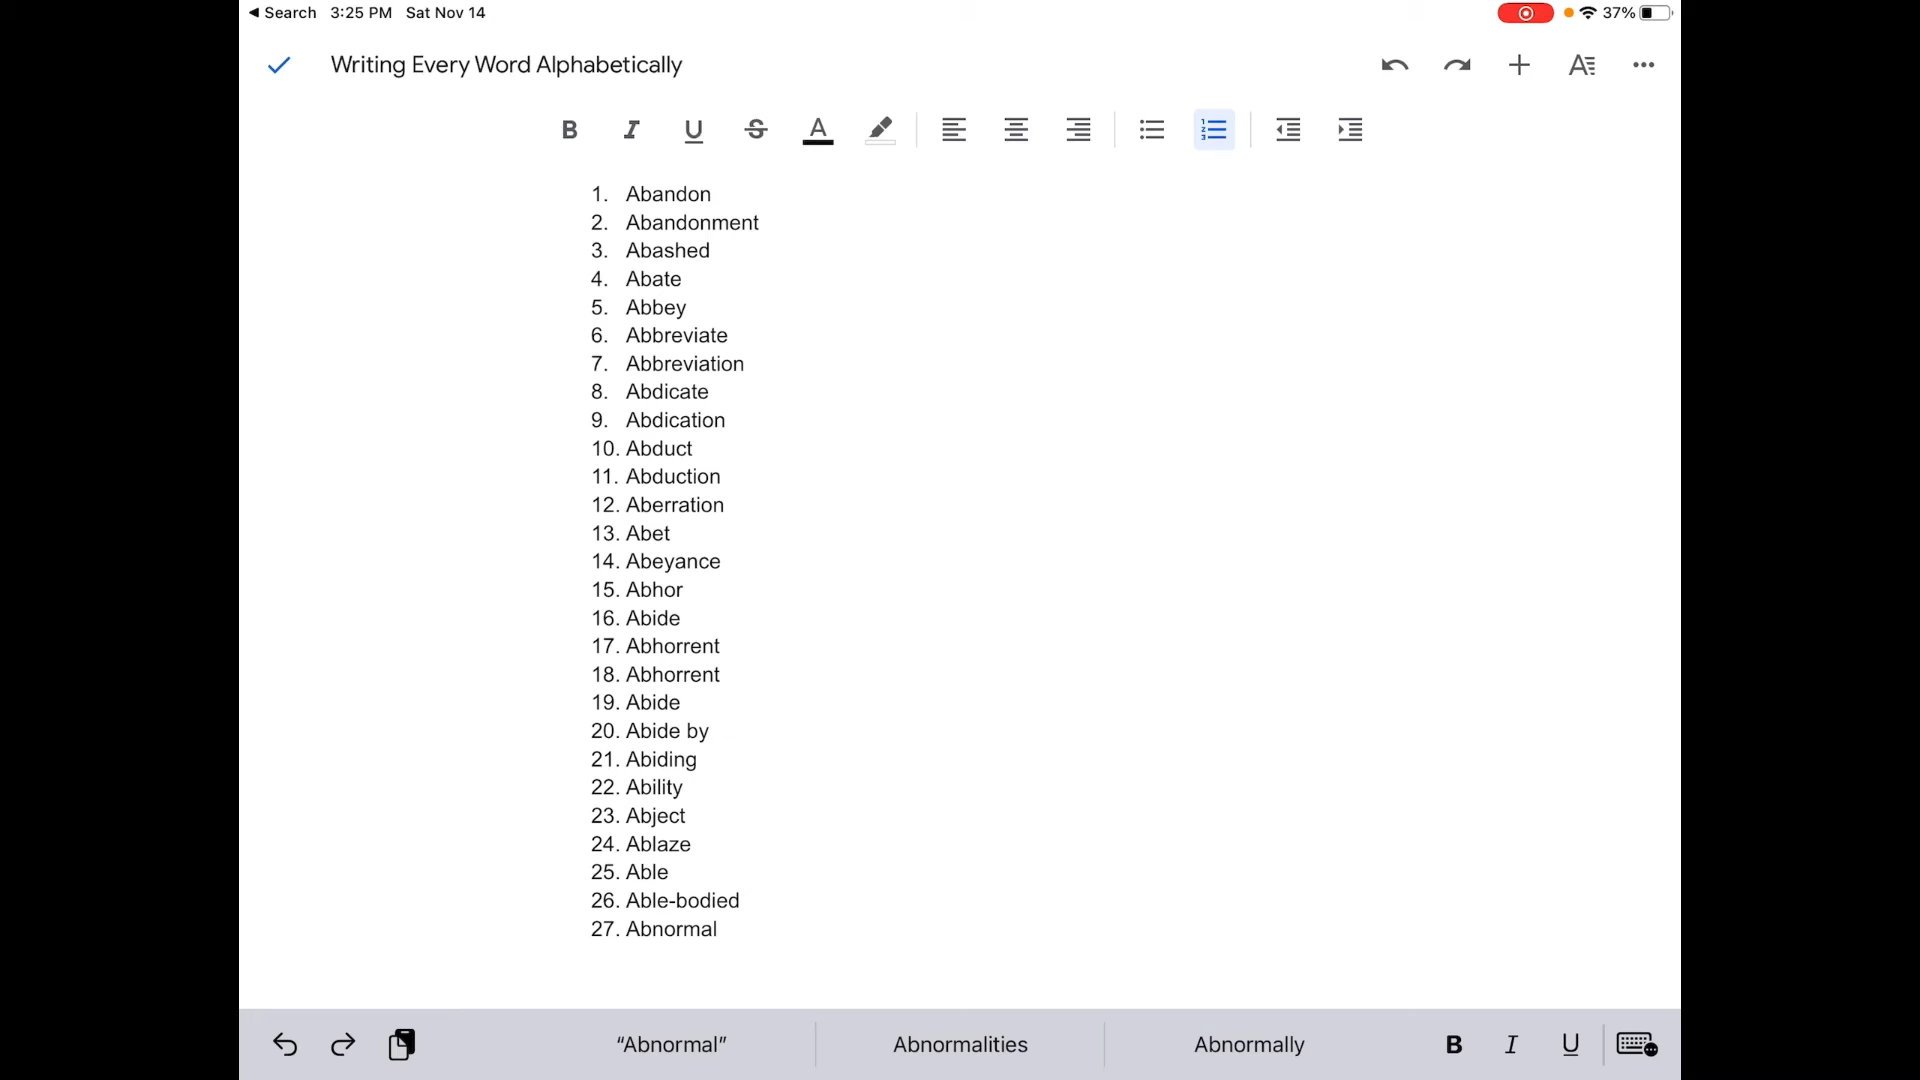 ◀ Search 3:25 PM Sat Nov 14 37%
Writing Every Word Alphabetically
B I U S A
1. Abandon
2. Abandonment
3. Abashed
4. Abate
5. Abbey
6. Abbreviate
7. Abbreviation
8. Abdicate
9. Abdication
10. Abduct
11. Abduction
12. Aberration
13. Abet
14. Abeyance
15. Abhor
16. Abide
17. Abhorrent
18. Abhorrent
19. Abide
20. Abide by
21. Abiding
22. Ability
23. Abject
24. Ablaze
25. Able
26. Able-bodied
27. Abnormal
“Abnormal” Abnormalities Abnormally B I U